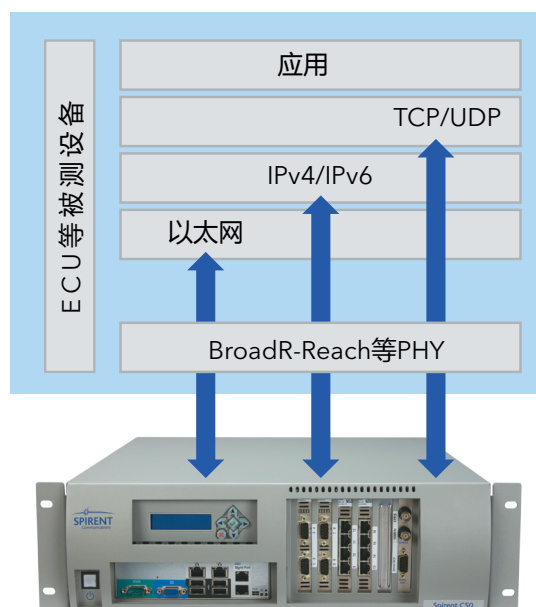 应用
TCP/UDP
IPv4/IPv6
以太网
BroadR-Reach等PHY
ECU等被测设备
SPIRENT
Communications
Spirent C50